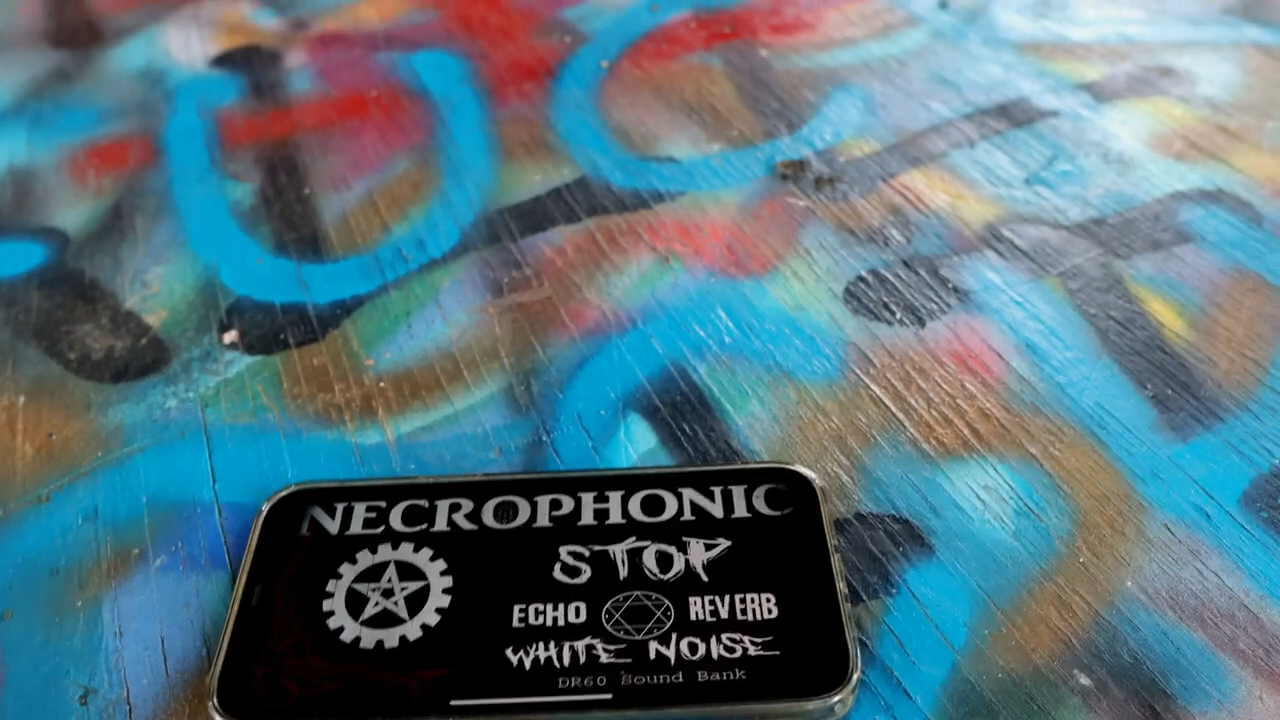 NECROPHONIC
STOP
ECHO REVERB
WHITE NOISE
DR60 Sound Bank